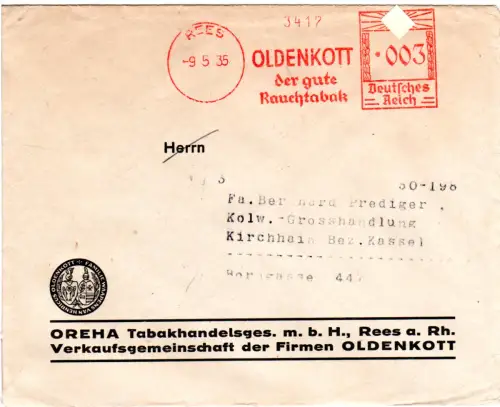 3417
REES
-9 5 35
OLDENKOTT
der gute
Rauchtabak
003
Deutsches
Reich
Herrn
30-198
Fa. Bernhard Prediger .
Kolw.-Grosshandlung
Kirchhain Bez. Kassel
OREHA Tabakhandelsges. m. b. H., Rees a. Rh.
Verkaufsgemeinschaft der Firmen OLDENKOTT